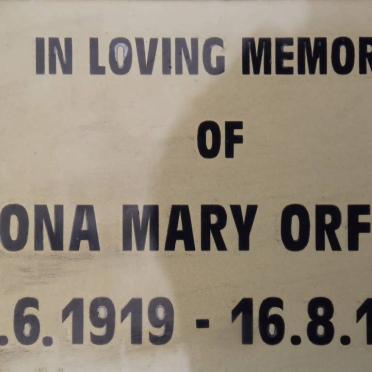 IN LOVING MEMOR
OF
ONA MARY ORF
.6.1919 - 16.8.1